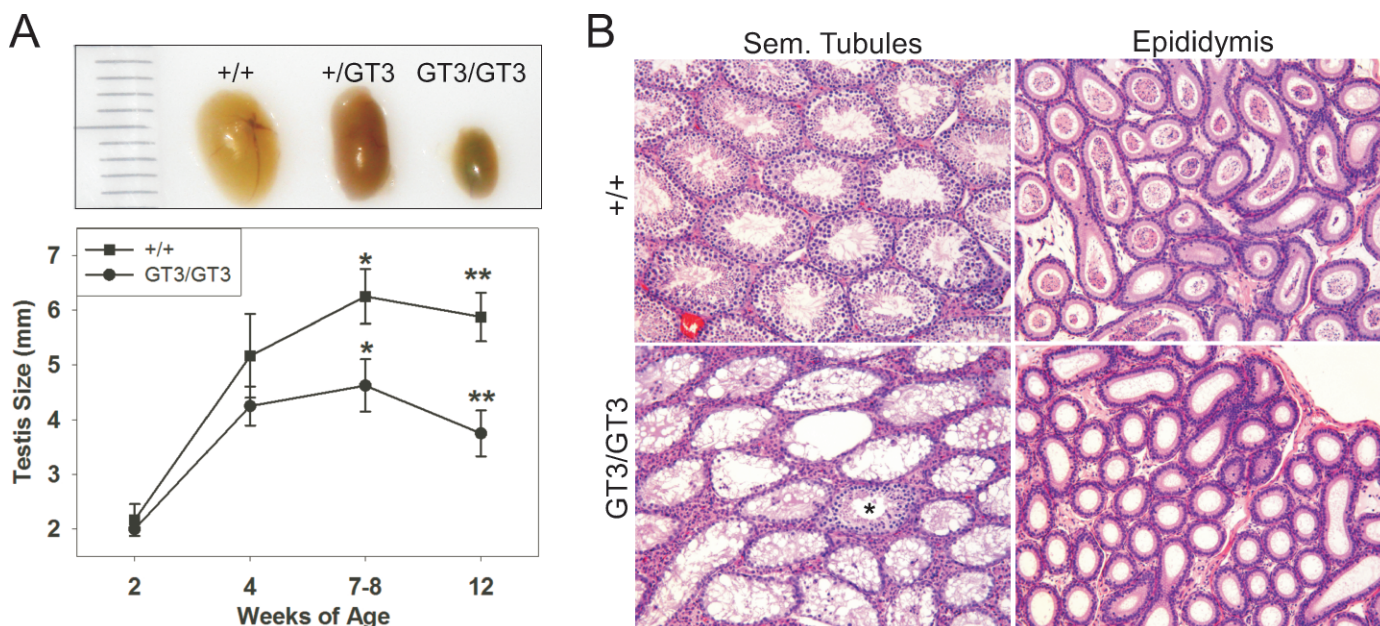 A
+/+ +/GT3 GT3/GT3
+/+
GT3/GT3
Testis Size (mm)
7
6
5
4
3
2
* **
* **
2 4 7-8 12
Weeks of Age
B
Sem. Tubules Epididymis
+/+
GT3/GT3
*